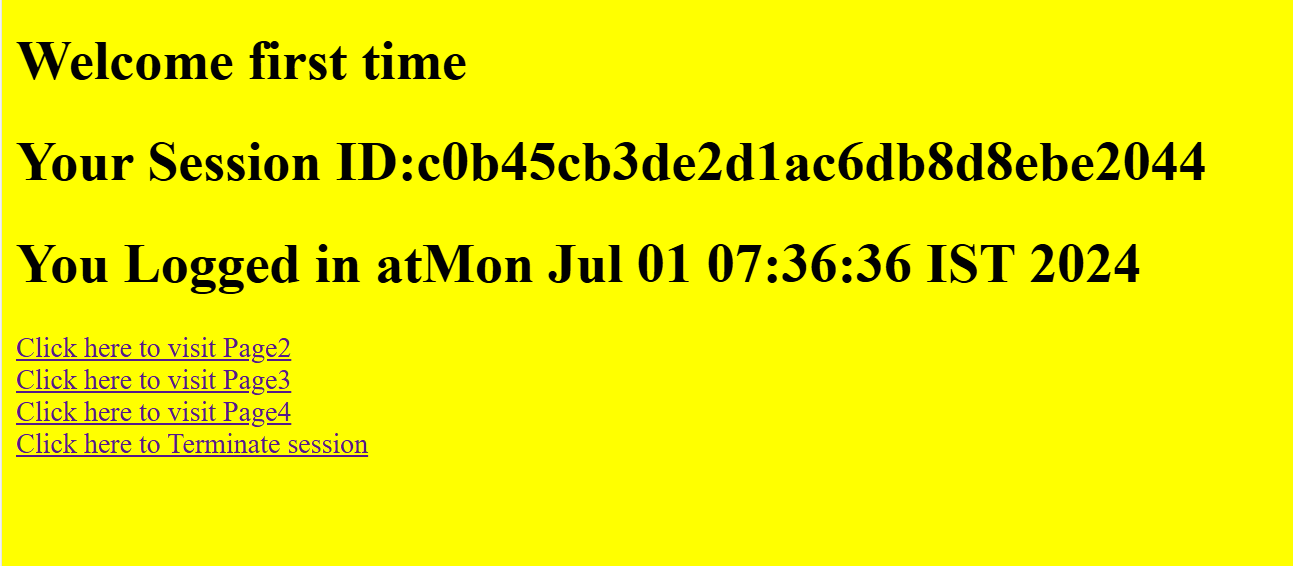 Welcome first time
Your Session ID:c0b45cb3de2d1ac6db8d8ebe2044
You Logged in atMon Jul 01 07:36:36 IST 2024
Click here to visit Page2
Click here to visit Page3
Click here to visit Page4
Click here to Terminate session